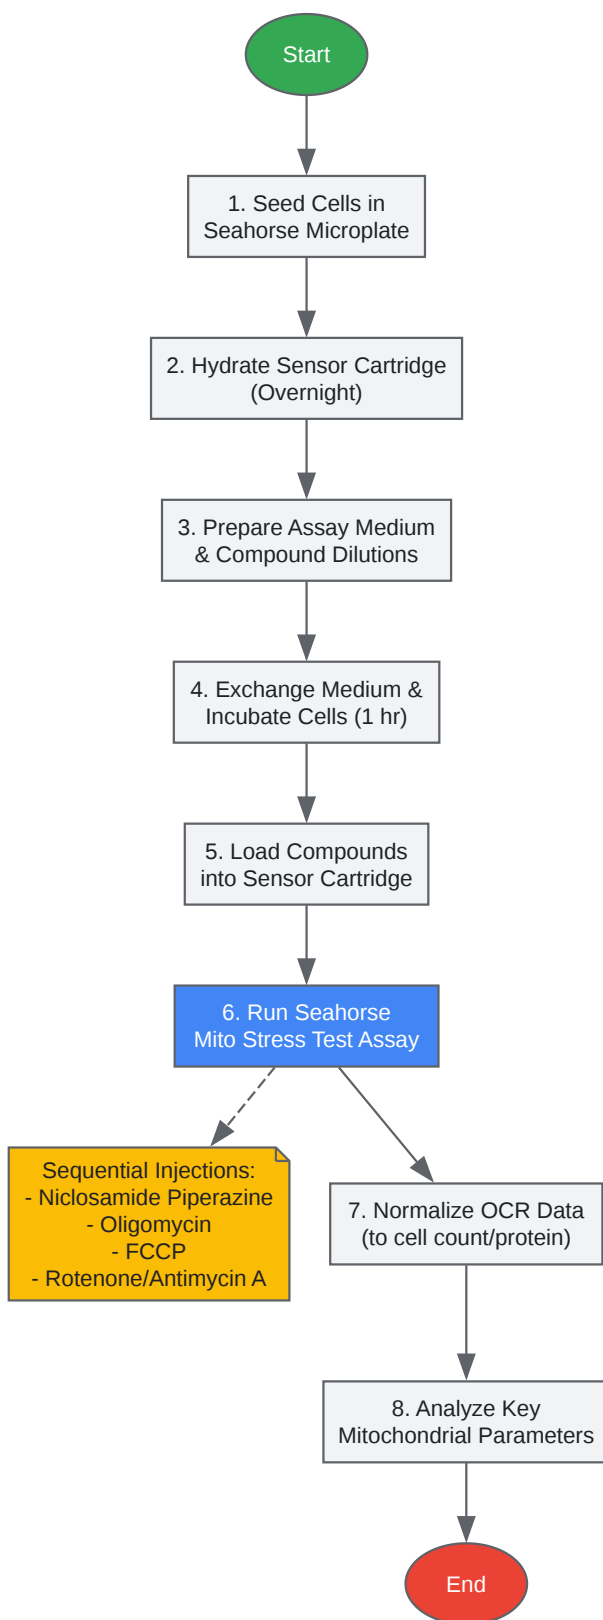 Start
1. Seed Cells in
Seahorse Microplate
2. Hydrate Sensor Cartridge
(Overnight)
3. Prepare Assay Medium
& Compound Dilutions
4. Exchange Medium &
Incubate Cells (1 hr)
5. Load Compounds
into Sensor Cartridge
6. Run Seahorse
Mito Stress Test Assay
Sequential Injections:
- Niclosamide Piperazine
- Oligomycin
- FCCP
- Rotenone/Antimycin A
7. Normalize OCR Data
(to cell count/protein)
8. Analyze Key
Mitochondrial Parameters
End